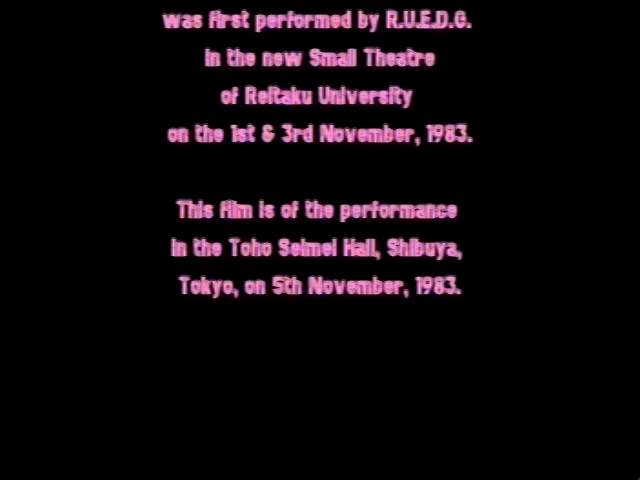 was first performed by R.U.E.D.G.
in the new Small Theatre
of Reitaku University
on the 1st & 3rd November, 1983.
This film is of the performance
in the Toho Seimei Hall, Shibuya,
Tokyo, on 5th November, 1983.